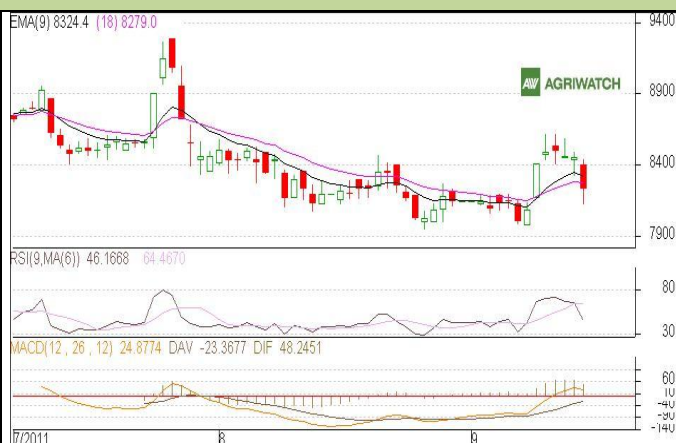 EMA(9) 8324.4 (18) 8279.0
9400
AW AGRIWATCH
8900
8400
7900
RSI(9,MA(6)) 46.1668 64.4670
80
30
MACD(12 , 26 , 12) 24.8774 DAV -23.3677 DIF 48.2451
60
10
-40
-90
-140
7/2011 8 9